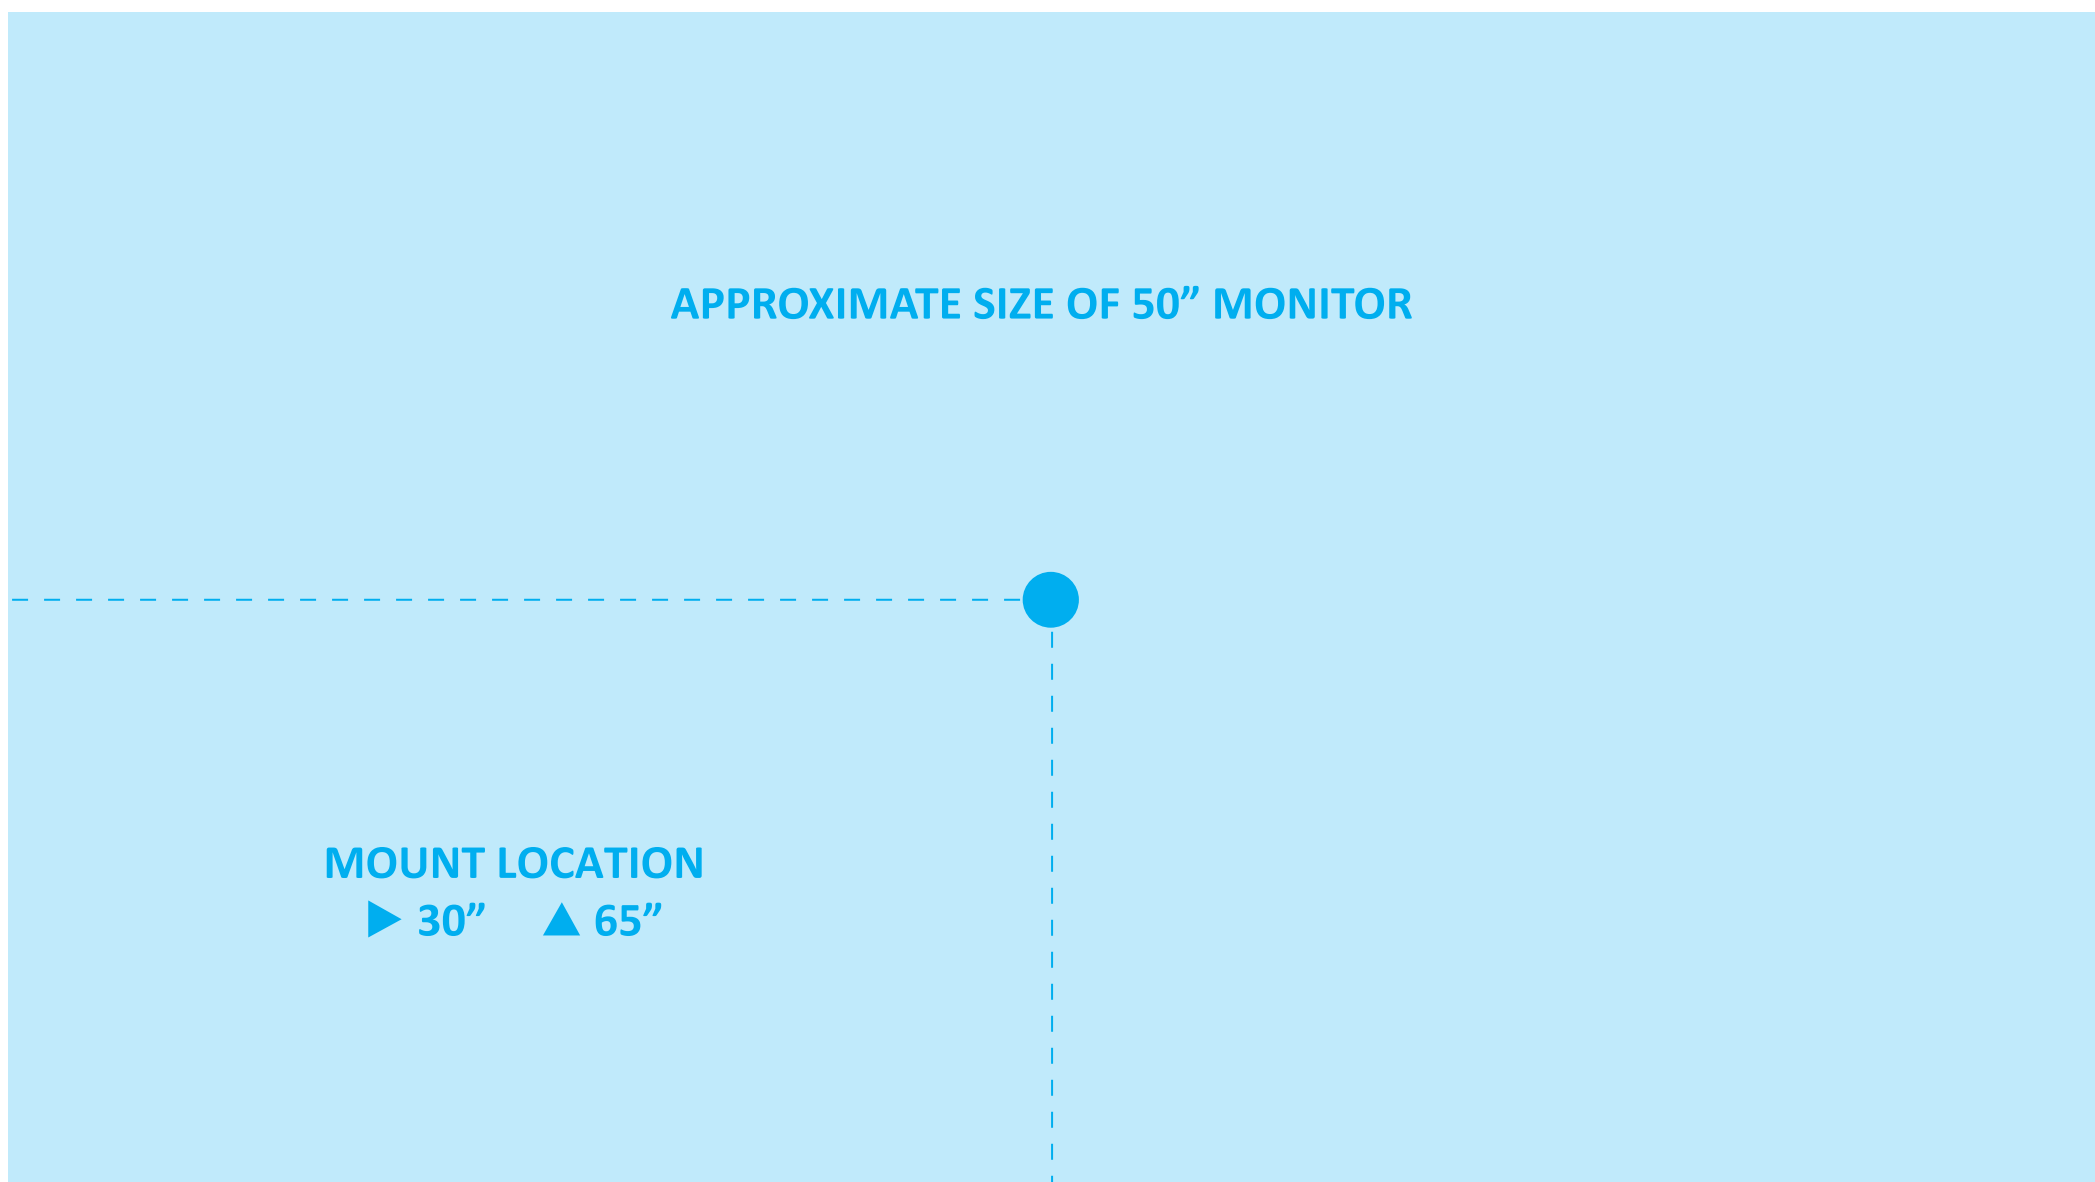 APPROXIMATE SIZE OF 50” MONITOR
MOUNT LOCATION
▶ 30” ▲ 65”